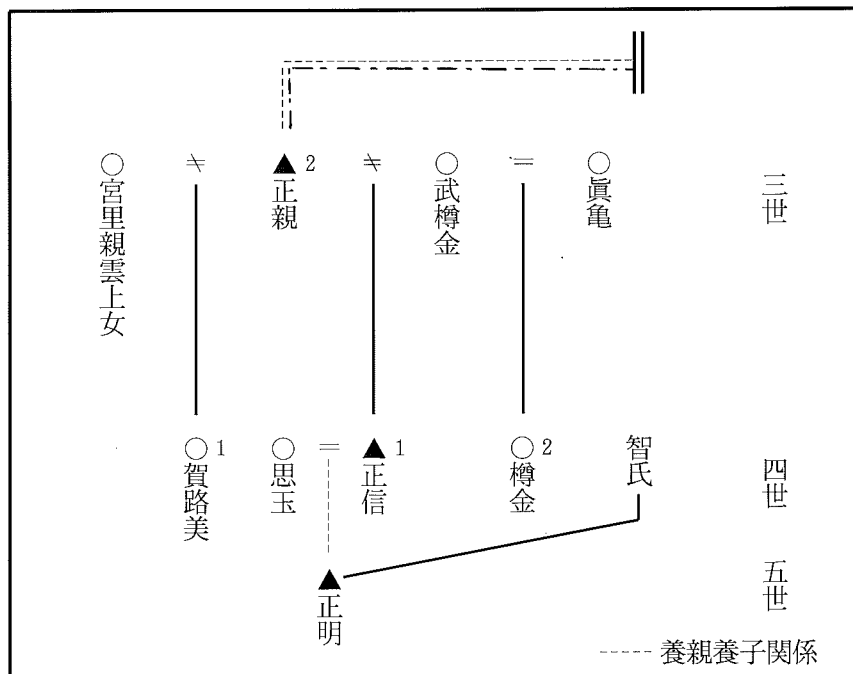 三世
眞亀
武樽金
2
正親
宮里親雲上女
四世
智氏
2
樽金
1
正信
思玉
1
賀路美
五世
正明
養親養子関係